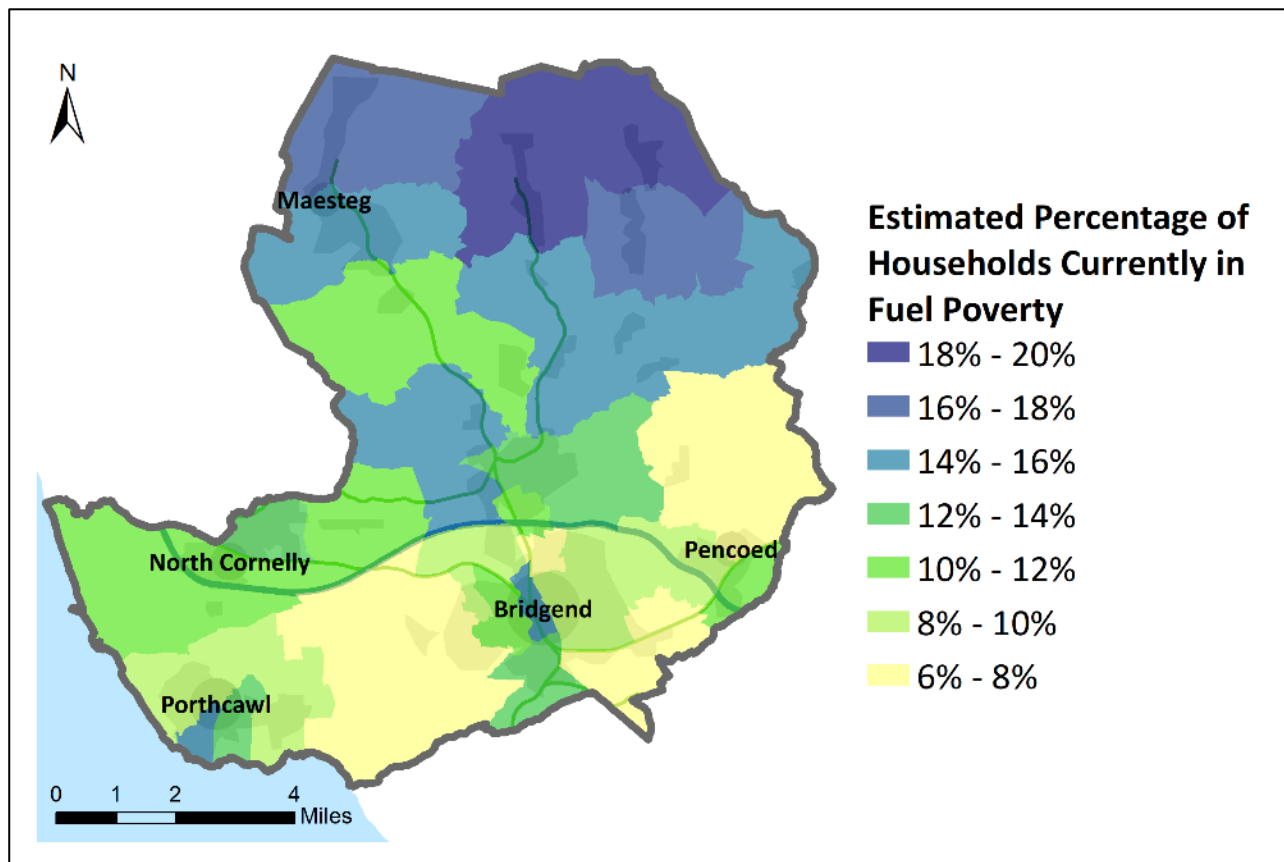 N
Maesteg
North Cornelly
Pencoed
Bridgend
Porthcawl
0 1 2 4
Miles
Estimated Percentage of
Households Currently in
Fuel Poverty
18% - 20%
16% - 18%
14% - 16%
12% - 14%
10% - 12%
8% - 10%
6% - 8%